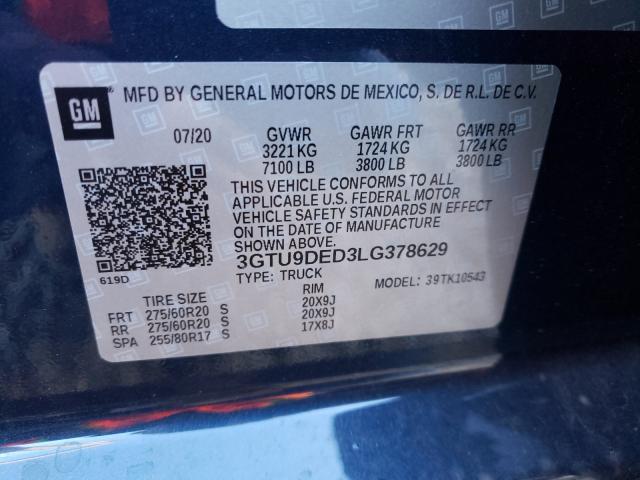 GM
GM ® MFD BY GENERAL MOTORS DE MEXICO, S. DE R.L. DE C.V.
07/20 GVWR GAWR FRT GAWR RR
3221 KG 1724 KG 1724 KG
7100 LB 3800 LB 3800 LB
THIS VEHICLE CONFORMS TO ALL
APPLICABLE U.S. FEDERAL MOTOR
VEHICLE SAFETY STANDARDS IN EFFECT
ON THE DATE OF MANUFACTURE
SHOWN ABOVE.
3GTU9DED3LG378629
619D TYPE: TRUCK MODEL: 39TK10543
TIRE SIZE RIM
FRT 275/60R20 S 20X9J
RR 275/60R20 S 20X9J
SPA 255/80R17 S 17X8J